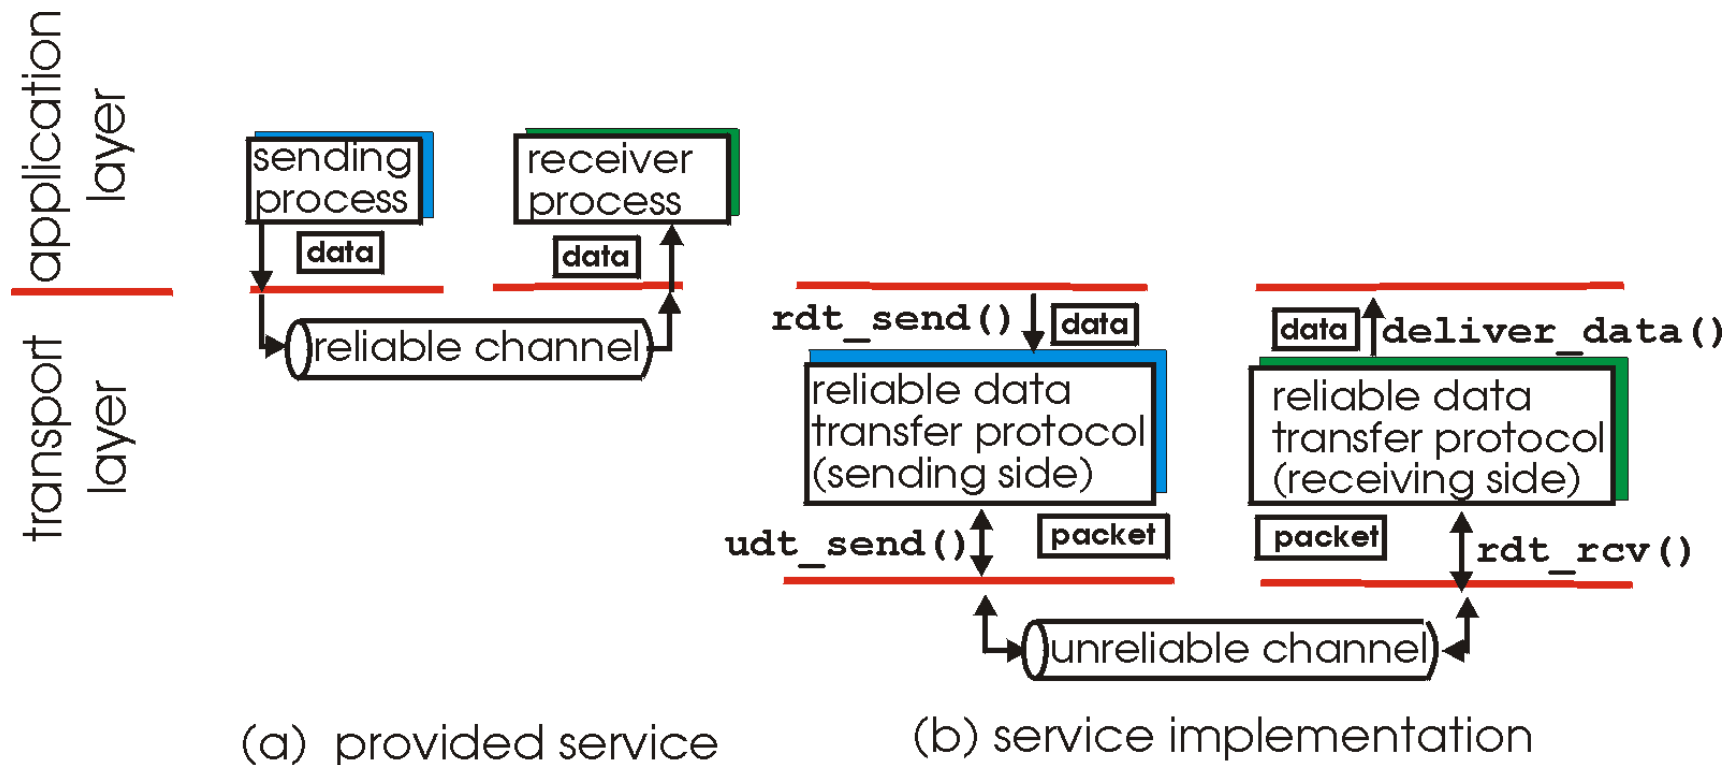 application
layer
transport
layer
sending
process
data
receiver
process
data
reliable channel
(a) provided service
rdt_send()
data
reliable data
transfer protocol
(sending side)
udt_send()
packet
data
deliver_data()
reliable data
transfer protocol
(receiving side)
packet
rdt_rcv()
unreliable channel
(b) service implementation